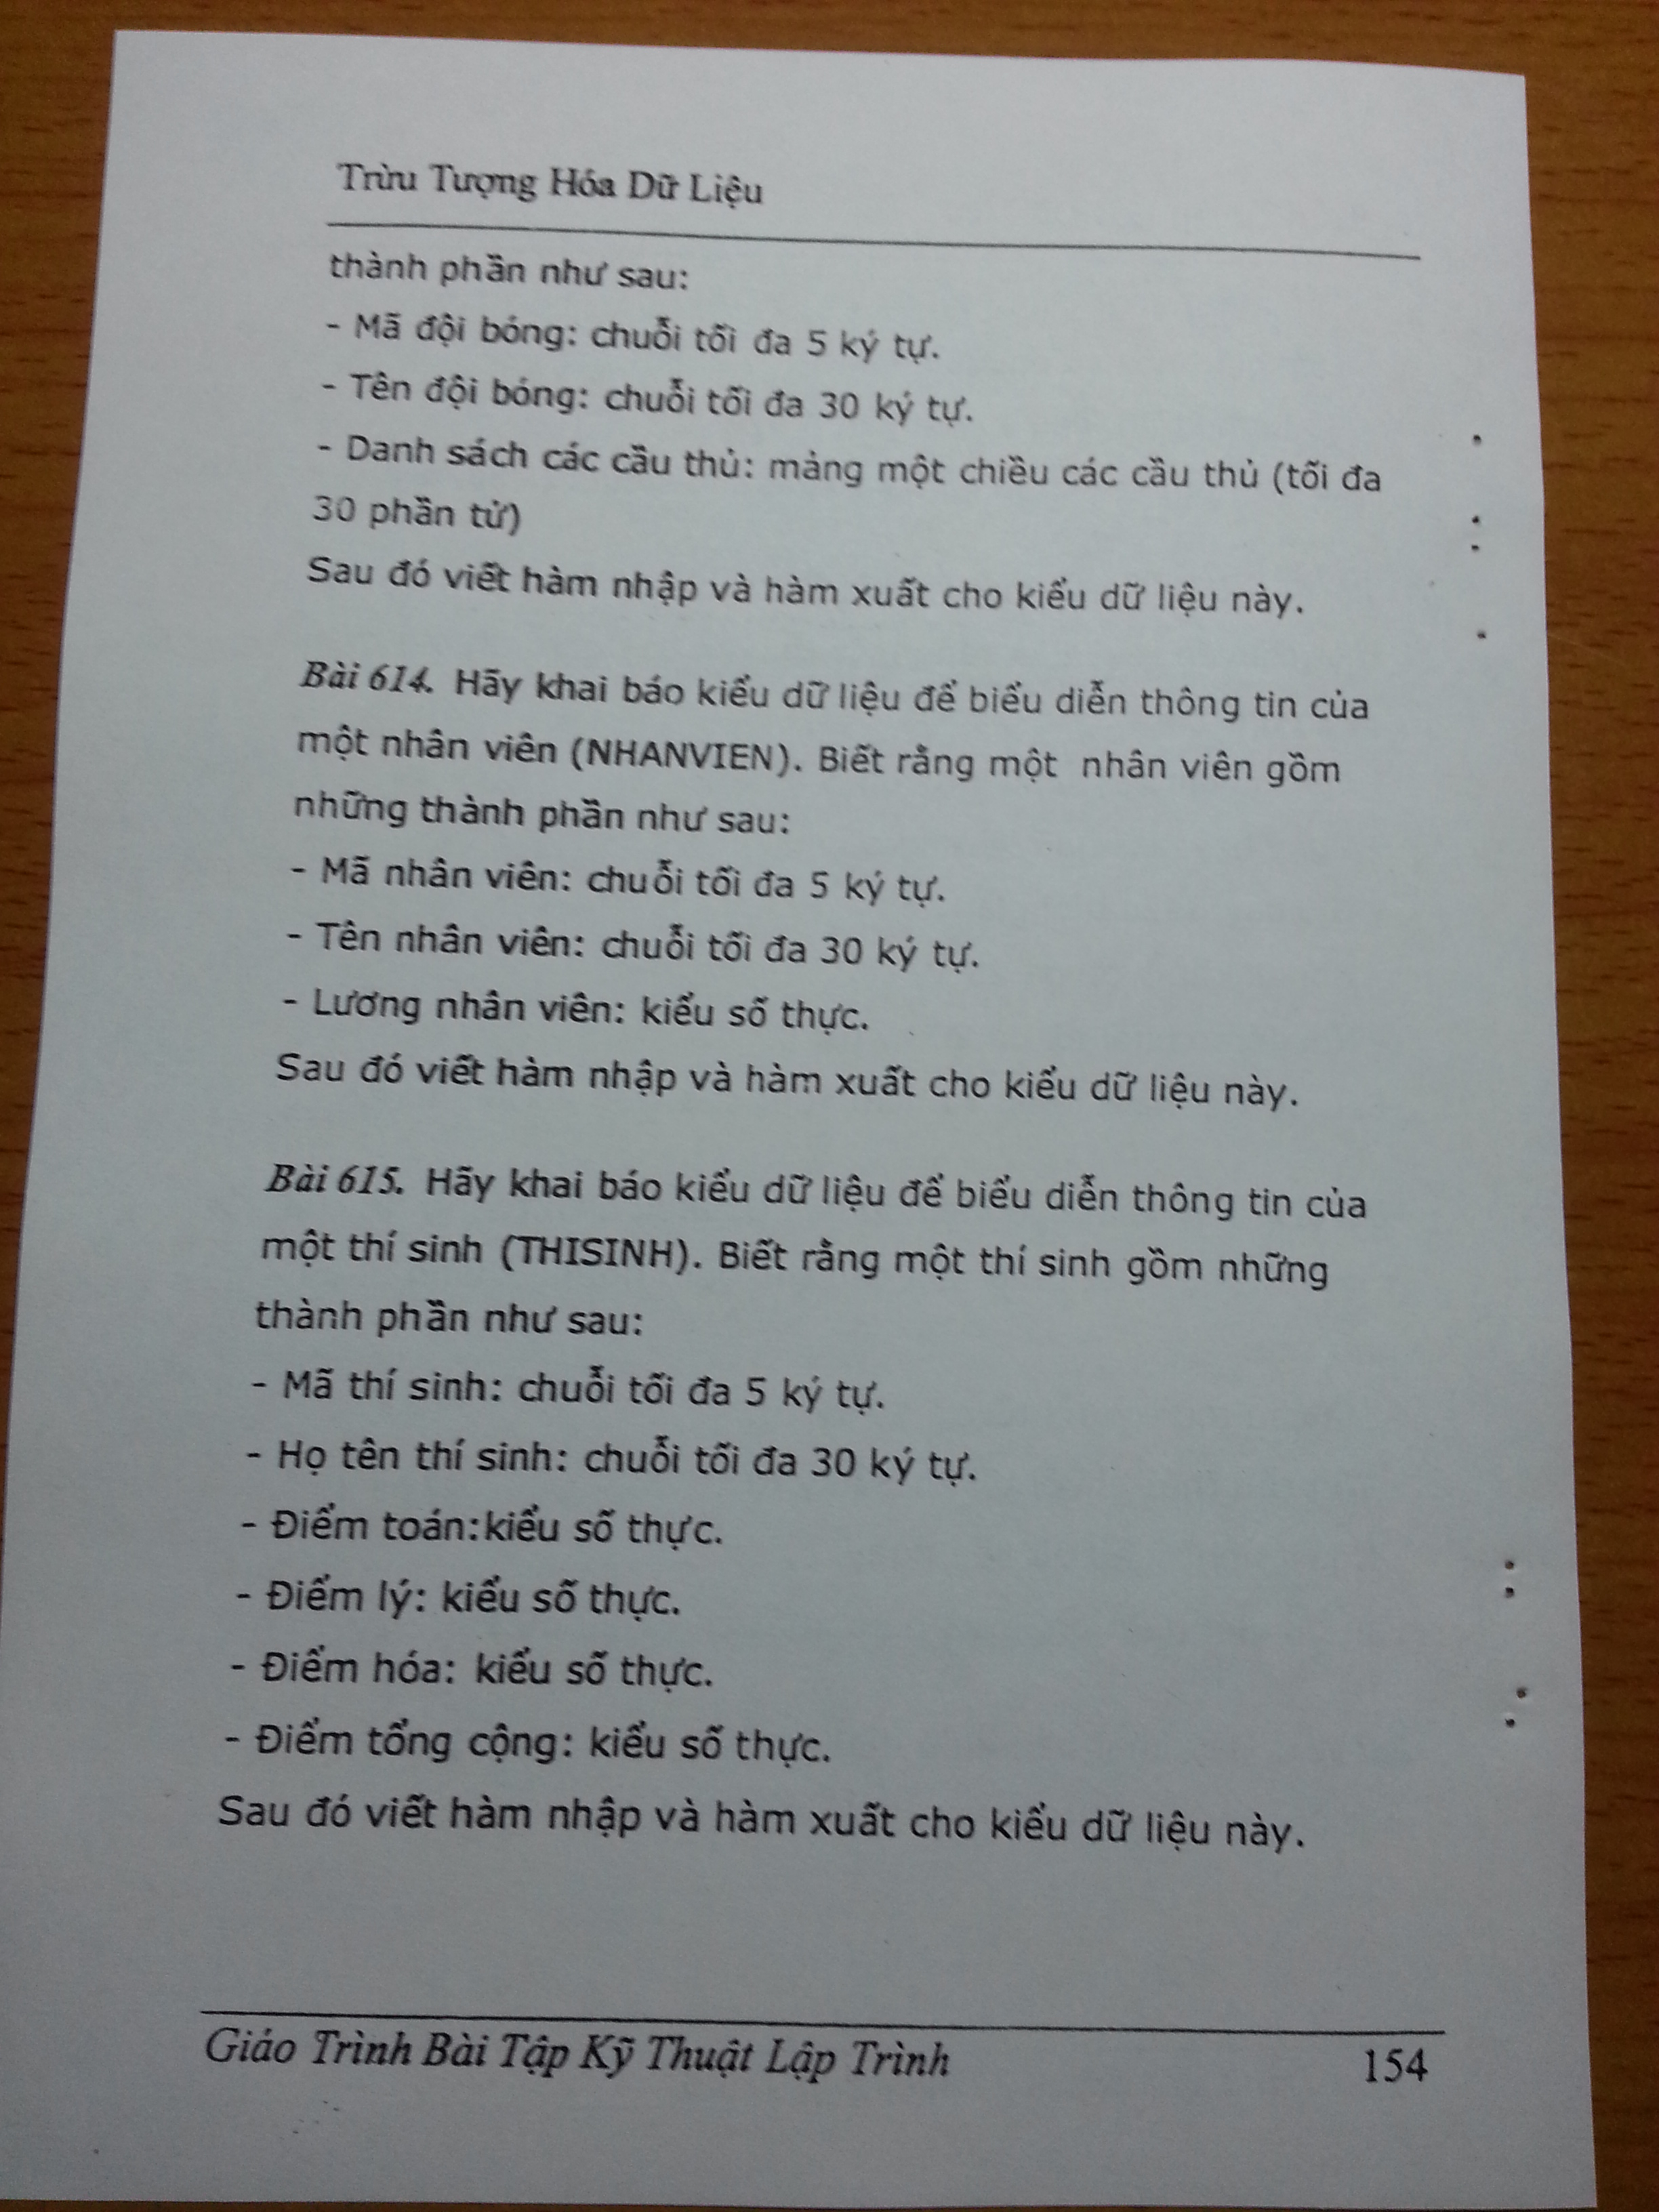 Trừu Tượng Hóa Dữ Liệu
thành phần như sau:
- Mã đội bóng: chuỗi tối đa 5 ký tự.
- Tên đội bóng: chuỗi tối đa 30 ký tự.
- Danh sách các cầu thủ: mảng một chiều các cầu thủ (tối đa
30 phần tử)
Sau đó viết hàm nhập và hàm xuất cho kiểu dữ liệu này.
Bài 614. Hãy khai báo kiểu dữ liệu để biểu diễn thông tin của
một nhân viên (NHANVIEN). Biết rằng một nhân viên gồm
những thành phần như sau:
- Mã nhân viên: chuỗi tối đa 5 ký tự.
- Tên nhân viên: chuỗi tối đa 30 ký tự.
- Lương nhân viên: kiểu số thực.
Sau đó viết hàm nhập và hàm xuất cho kiểu dữ liệu này.
Bài 615. Hãy khai báo kiểu dữ liệu để biểu diễn thông tin của
một thí sinh (THISINH). Biết rằng một thí sinh gồm những
thành phần như sau:
- Mã thí sinh: chuỗi tối đa 5 ký tự.
- Họ tên thí sinh: chuỗi tối đa 30 ký tự.
- Điểm toán:kiểu số thực.
- Điểm lý: kiểu số thực.
- Điểm hóa: kiểu số thực.
- Điểm tổng cộng: kiểu số thực.
Sau đó viết hàm nhập và hàm xuất cho kiểu dữ liệu này.
Giáo Trình Bài Tập Kỹ Thuật Lập Trình 154